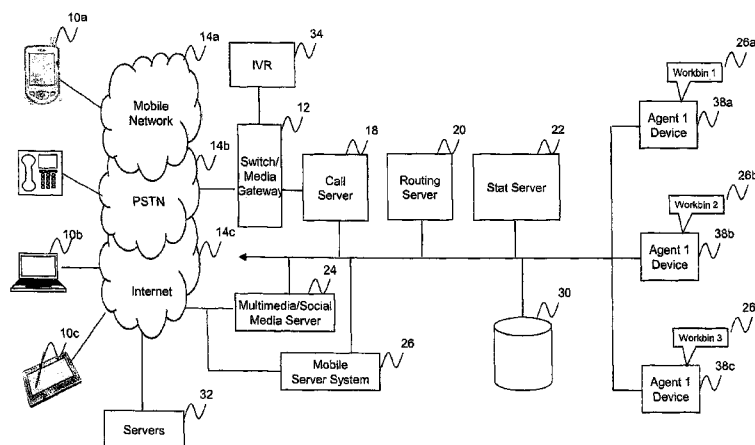 10a
14a
34
IVR
26a
Workbin 1
Agent 1
Device
38a
Mobile
Network
12
14b
Switch/
Media
Gateway
18
Call
Server
20
Routing
Server
22
Stat Server
PSTN
14c
26b
Workbin 2
Agent 1
Device
38b
10b
Internet
24
Multimedia/Social
Media Server
30
26
Workbin 3
Agent 1
Device
38c
10c
26
Mobile
Server System
32
Servers